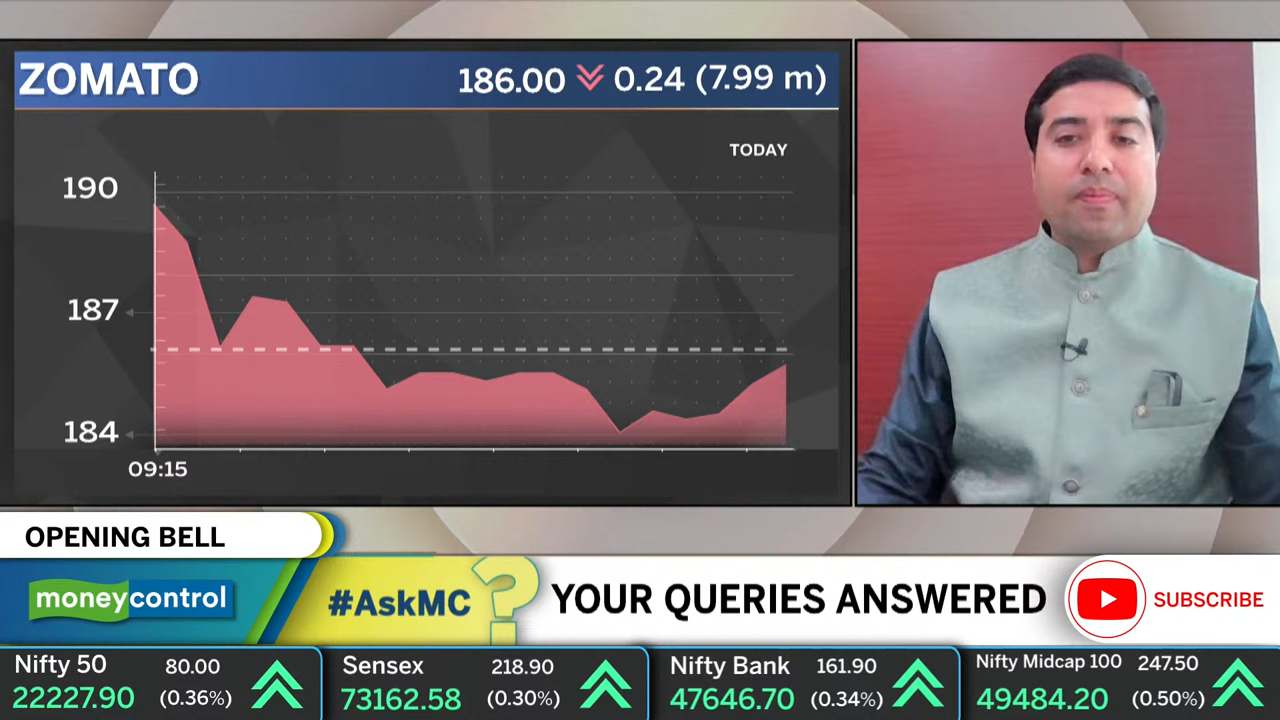 ZOMATO
186.00 0.24 (7.99 m)
TODAY
190
187
184
09:15
OPENING BELL
moneycontrol
#AskMC
?
YOUR QUERIES ANSWERED
SUBSCRIBE
Nifty 50 80.00
22227.90 (0.36%)
Sensex 218.90
73162.58 (0.30%)
Nifty Bank 161.90
47646.70 (0.34%)
Nifty Midcap 100 247.50
49484.20 (0.50%)